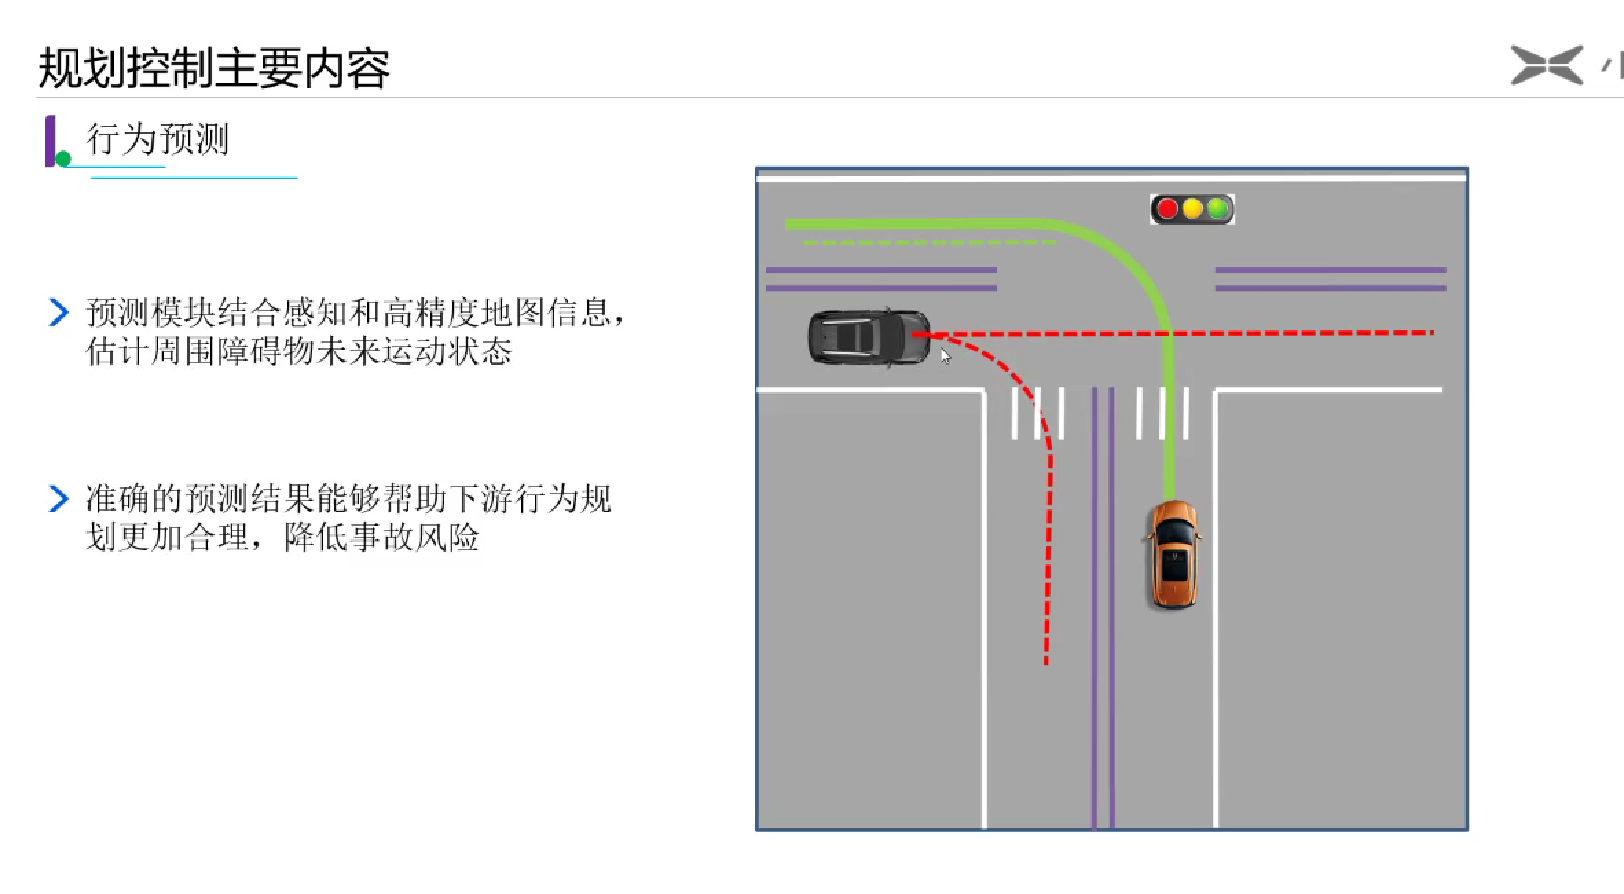 规划控制主要内容
行为预测
预测模块结合感知和高精度地图信息，
估计周围障碍物未来运动状态
准确的预测结果能够帮助下游行为规
划更加合理，降低事故风险